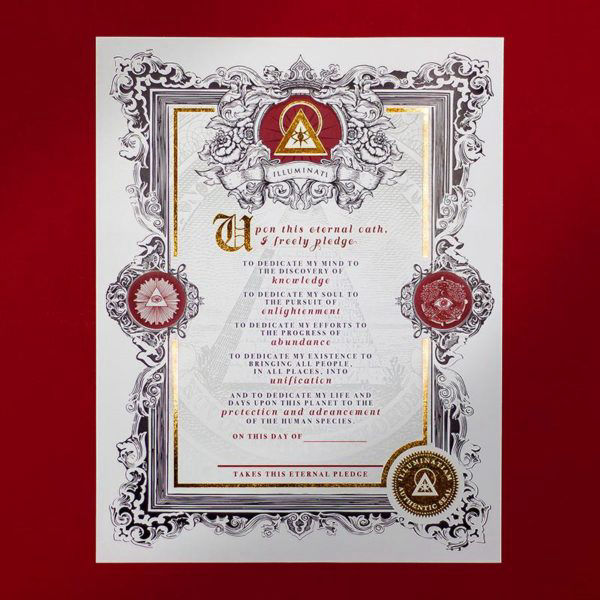 ILLUMINATI
Upon this eternal oath,
I freely pledge
TO DEDICATE MY MIND TO
THE DISCOVERY OF
knowledge
TO DEDICATE MY SOUL TO
THE PURSUIT OF
enlightenment
TO DEDICATE MY EFFORTS TO
THE PROGRESS OF
abundance
TO DEDICATE MY EXISTENCE TO
BRINGING ALL PEOPLE,
IN ALL PLACES, INTO
unification
AND TO DEDICATE MY LIFE AND
DAYS UPON THIS PLANET TO THE
protection and advancement
OF THE HUMAN SPECIES.
ON THIS DAY OF
TAKES THIS ETERNAL PLEDGE
ILLUMINATI
AUTHENTIC